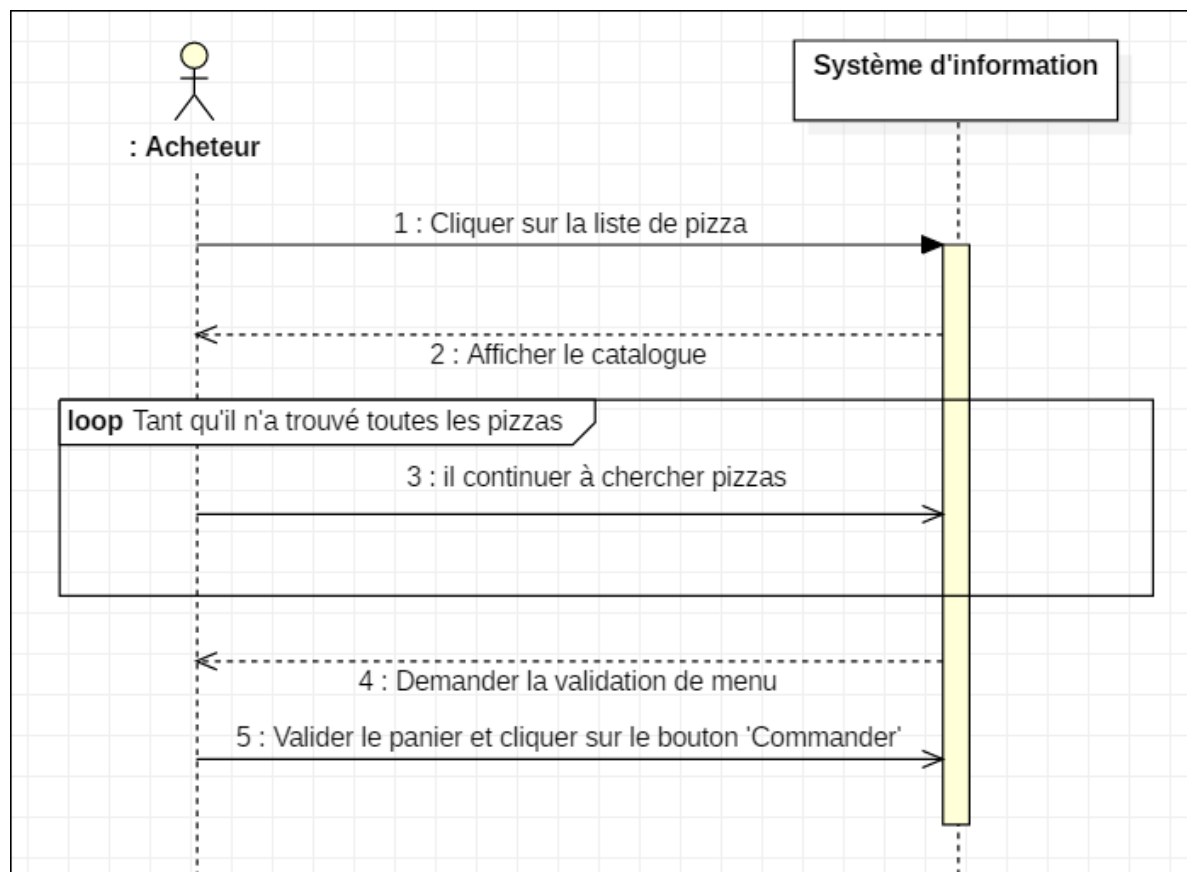 Système d'information
: Acheteur
1 : Cliquer sur la liste de pizza
2 : Afficher le catalogue
loop Tant qu'il n'a trouvé toutes les pizzas
3 : il continuer à chercher pizzas
4 : Demander la validation de menu
5 : Valider le panier et cliquer sur le bouton 'Commander'